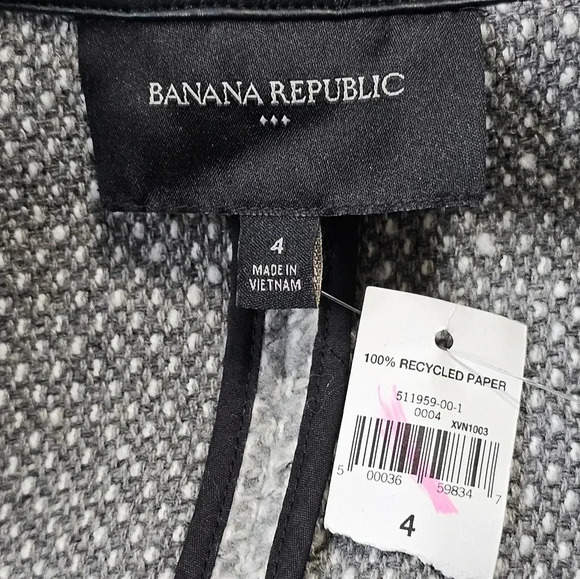 BANANA REPUBLIC
4
MADE IN
VIETNAM
100% RECYCLED PAPER
511959-00-1
0004 XVN1003
5 00036 59834 7
4